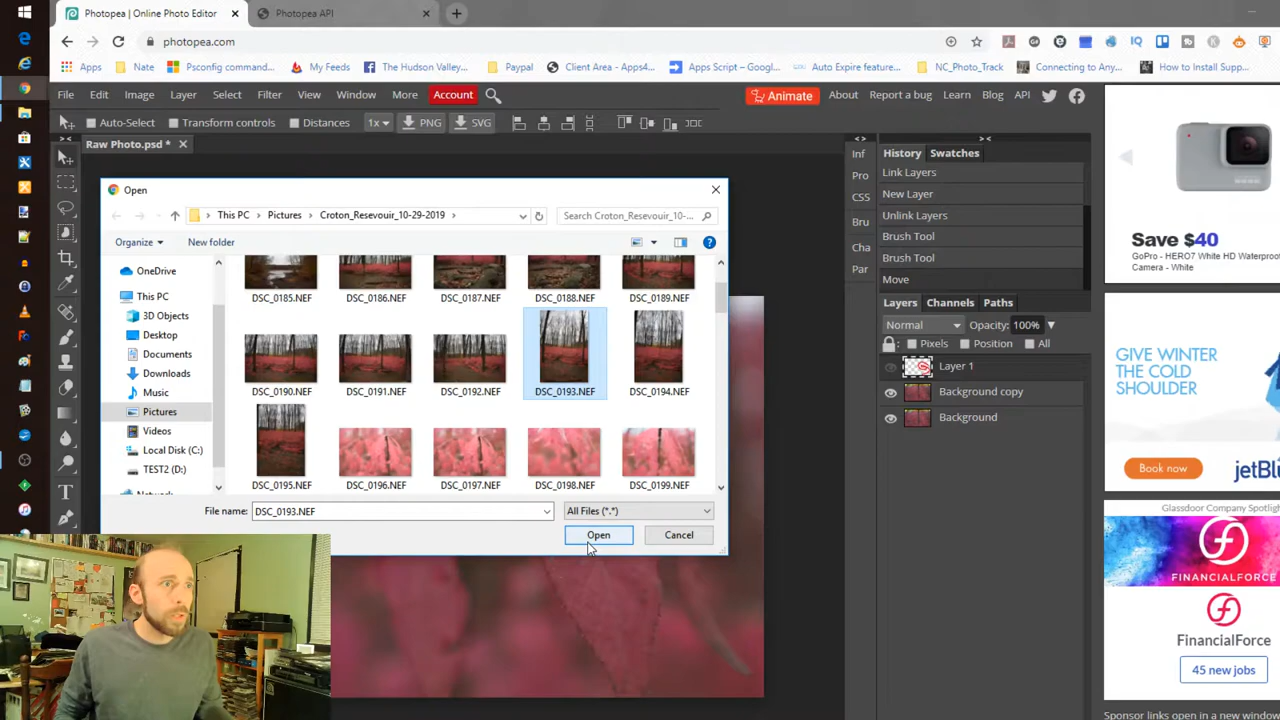 Photopea | Online Photo Editor
Photopea API
photopea.com
Apps
Nate
Psconfig command...
My Feeds
The Hudson Valley...
Paypal
Client Area - Apps4...
Apps Script – Googl...
Auto Expire feature...
NC_Photo_Track
Connecting to Any...
How to Install Supp...
File Edit Image Layer Select Filter View Window More Account
Animate
About Report a bug Learn Blog API
Auto-Select Transform controls Distances 1x PNG SVG
Raw Photo.psd *
Open
This PC > Pictures > Croton_Resevouir_10-29-2019 >
Search Croton_Resevouir_10-...
Organize
New folder
OneDrive
This PC
3D Objects
Desktop
Documents
Downloads
Music
Pictures
Videos
Local Disk (C:)
TEST2 (D:)
DSC_0185.NEF DSC_0186.NEF DSC_0187.NEF DSC_0188.NEF DSC_0189.NEF
DSC_0190.NEF DSC_0191.NEF DSC_0192.NEF DSC_0193.NEF DSC_0194.NEF
DSC_0195.NEF DSC_0196.NEF DSC_0197.NEF DSC_0198.NEF DSC_0199.NEF
File name: DSC_0193.NEF
All Files (*.*)
Open Cancel
Inf
Pro
CSS
Bru
Cha
Par
History Swatches
Link Layers
New Layer
Unlink Layers
Brush Tool
Brush Tool
Move
Layers Channels Paths
Normal Opacity: 100%
Pixels Position All
Layer 1
Background copy
Background
Save $40
GoPro - HERO7 White HD Waterproof
Camera - White
GIVE WINTER
THE COLD
SHOULDER
Book now
jetBlu
Glassdoor Company Spotligh
FINANCIALFORCE
FinancialForce
45 new jobs
Sponsor links open in a new window